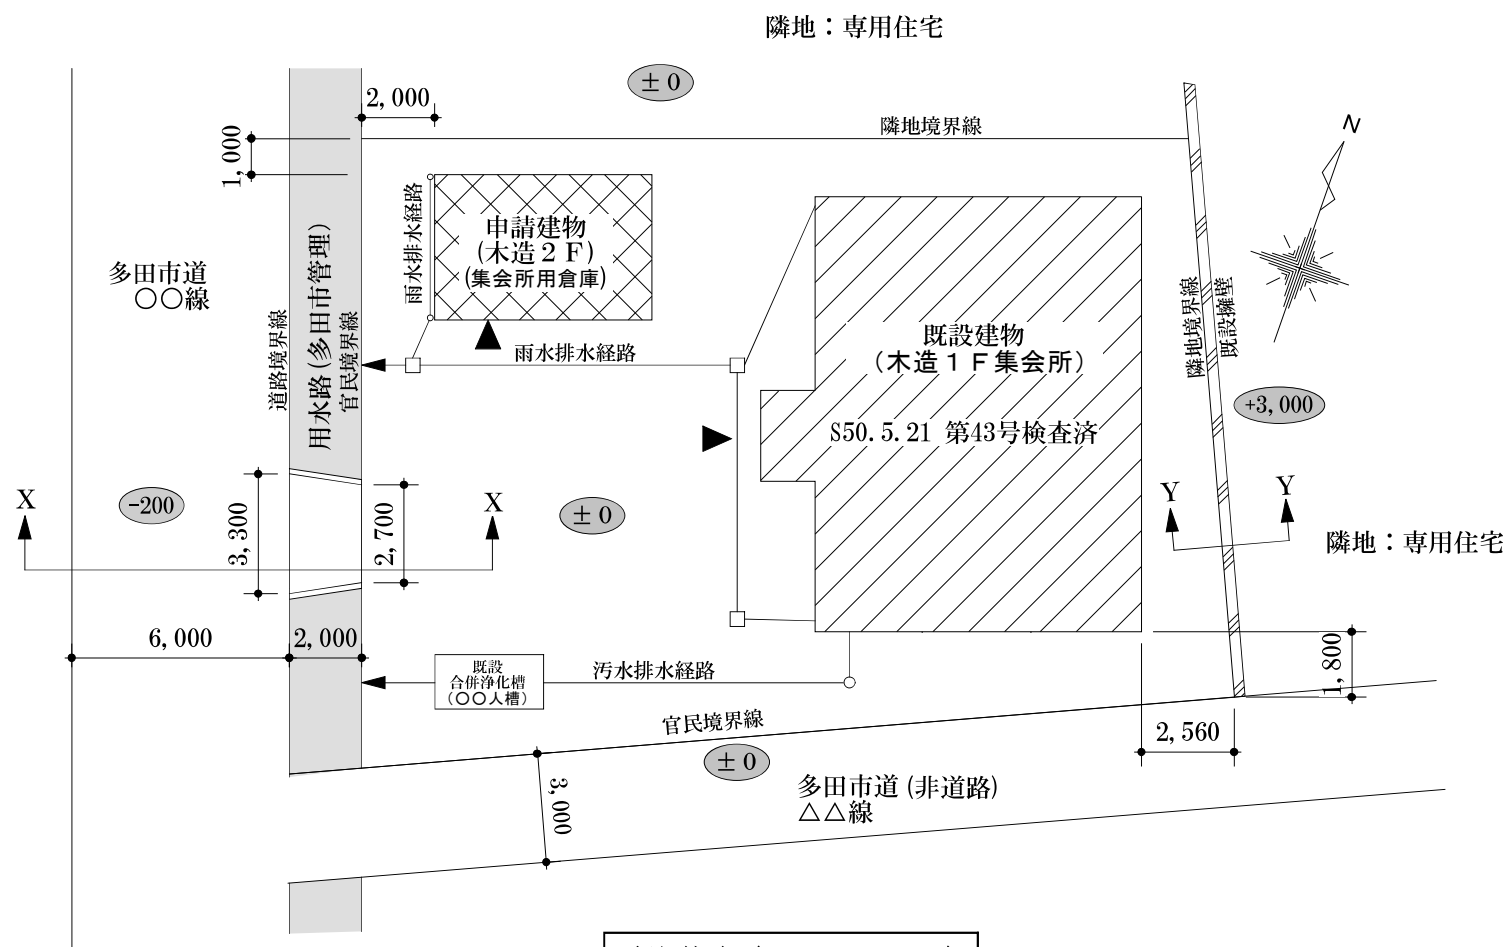 隣地：専用住宅
±0
2,000
隣地境界線
N
1,000
雨水排水経路
申請建物
(木造2F)
(集会所用倉庫)
多田市道
○○線
用水路(多田市管理)
道路境界線
官民境界線
雨水排水経路
既設建物
（木造１F集会所）
S50.5.21 第43号検査済
隣地境界線
既設擁壁
+3,000
X
-200
3,300
2,700
X
±0
Y
Y
隣地：専用住宅
6,000
2,000
既設
合併浄化槽
(○○人槽)
汚水排水経路
1,800
官民境界線
2,560
±0
3,000
多田市道(非道路)
△△線